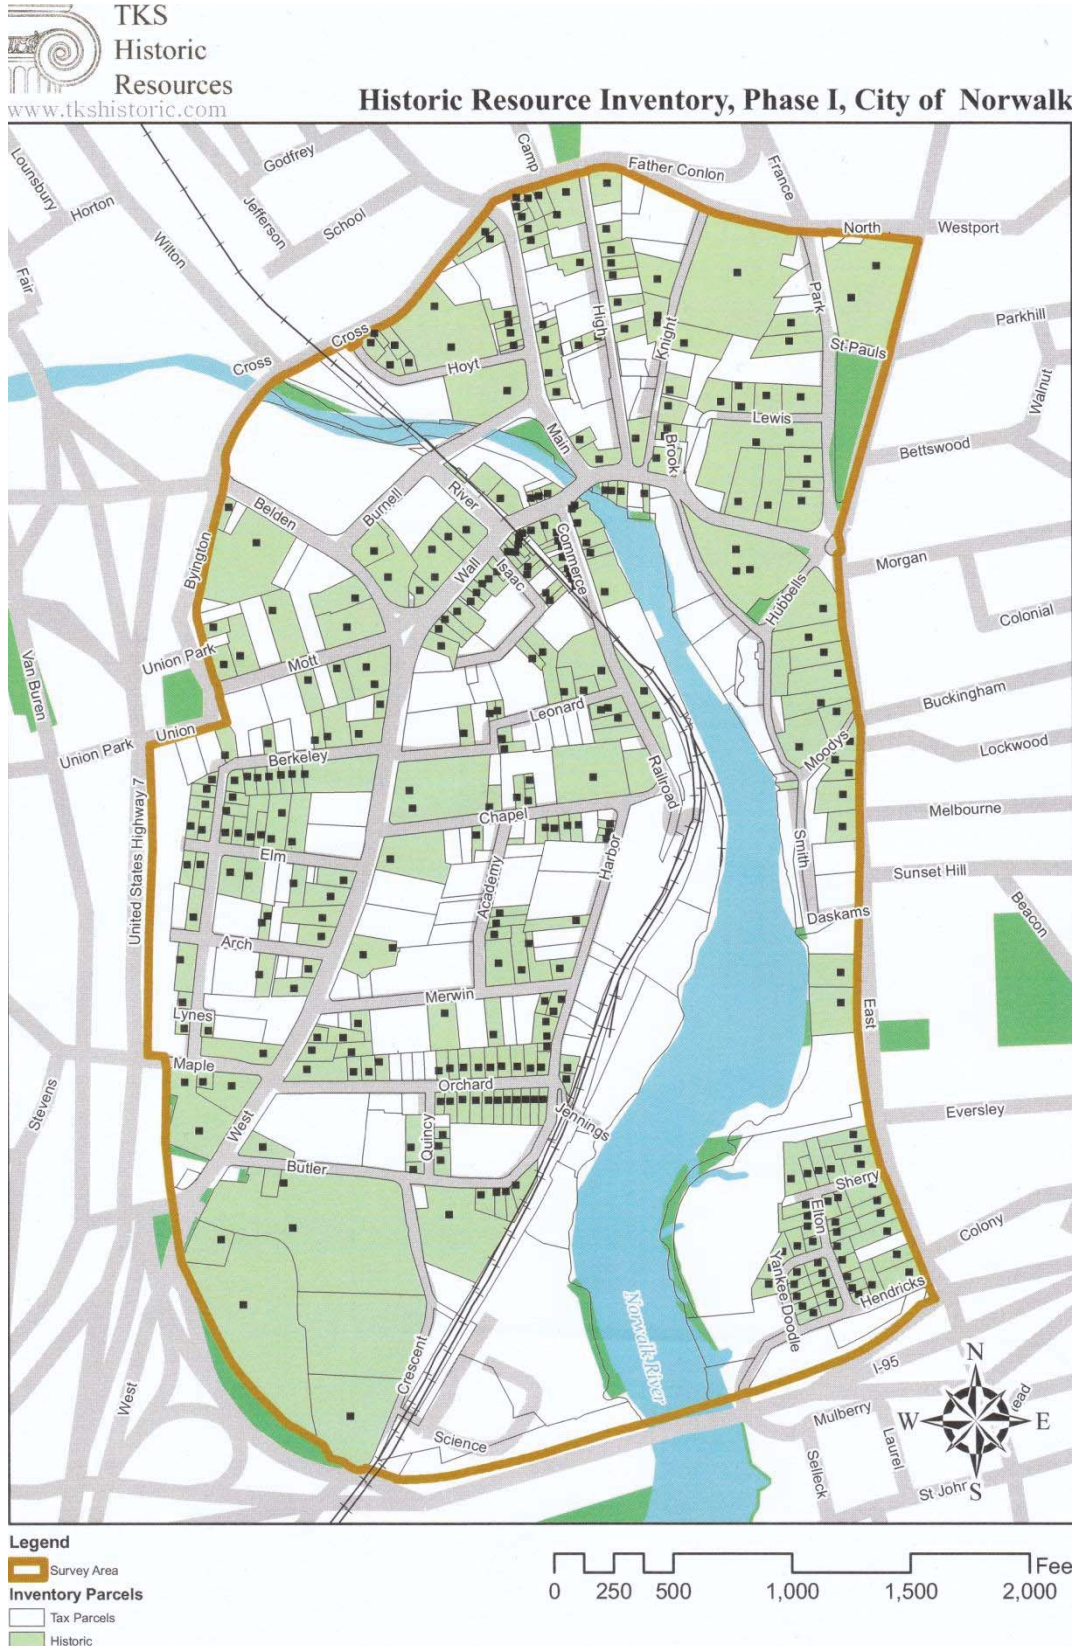 TKS
Historic
Resources
www.tkshistoric.com
Historic Resource Inventory, Phase I, City of Norwalk
Lounsbury
Horton
Godfrey
Jefferson
School
Wilton
Camp
Father Conlon
France
North
Westport
Fair
Cross
Cross
High
Knight
Park
Parkhill
St Pauls
Walnut
Hoyt
Lewis
Main
Brook
Bettswood
Belden
Burnell
River
Wall
Isaac
Commerce
Byington
Hubbells
Morgan
Colonial
Union Park
Mott
Van Buren
Union
Union Park
Leonard
Buckingham
Berkeley
Moodys
Lockwood
Railroad
United States Highway 7
Chapel
Melbourne
Elm
Academy
Harbor
Smith
Sunset Hill
Beacon
Arch
Daskams
Merwin
Lynes
East
Maple
Orchard
Stevens
West
Quincy
Jennings
Eversley
Butler
Sherry
Elton
Colony
Yankee Doodle
Hendricks
Norwalk River
Crescent
I-95
West
Science
Mulberry
Selleck
Laurel
read
St John
N
W
E
S
Legend
Survey Area
Inventory Parcels
Tax Parcels
Historic
Fee
0 250 500 1,000 1,500 2,000